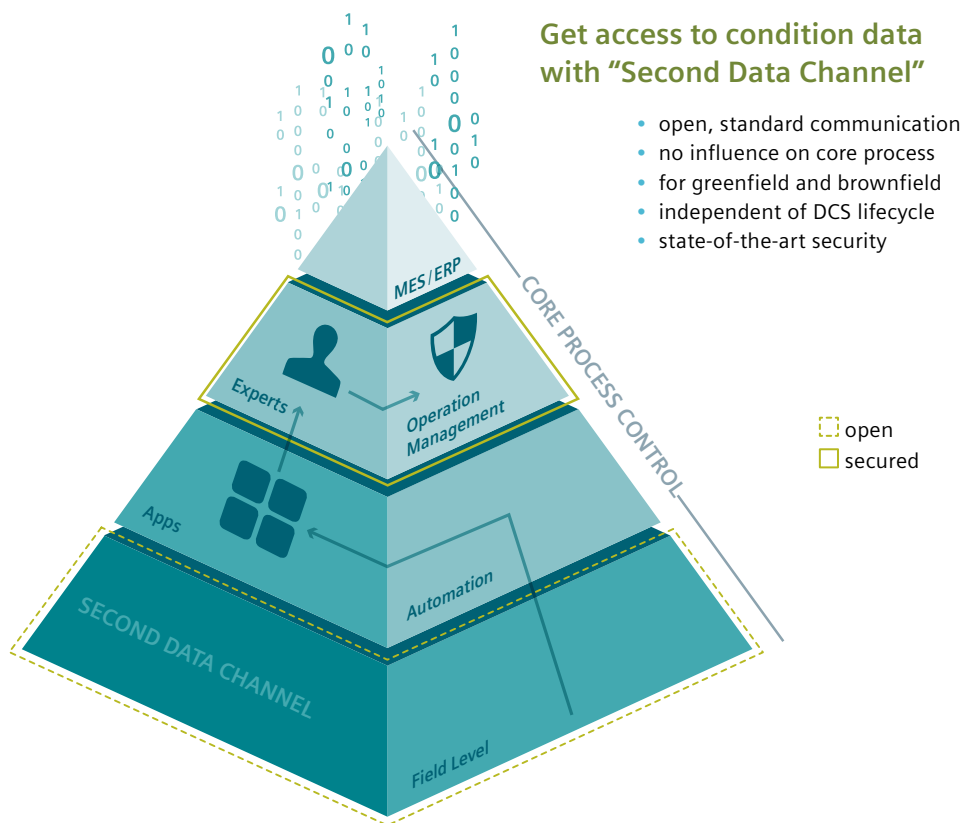 Get access to condition data
with “Second Data Channel”
• open, standard communication
• no influence on core process
• for greenfield and brownfield
• independent of DCS lifecycle
• state-of-the-art security
MES/ERP
CORE PROCESS CONTROL
Experts
Operation
Management
open
secured
Apps
Automation
SECOND DATA CHANNEL
Field Level